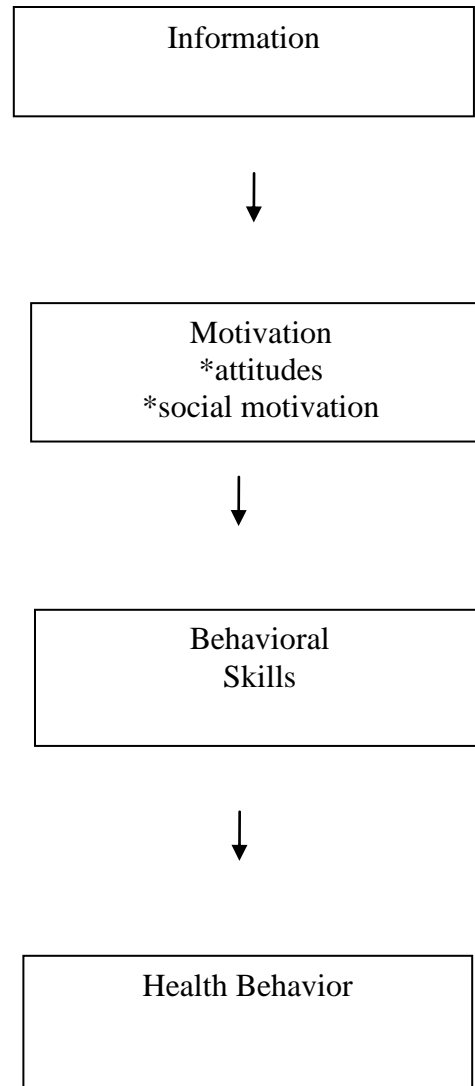 Information
Motivation
*attitudes
*social motivation
Behavioral
Skills
Health Behavior